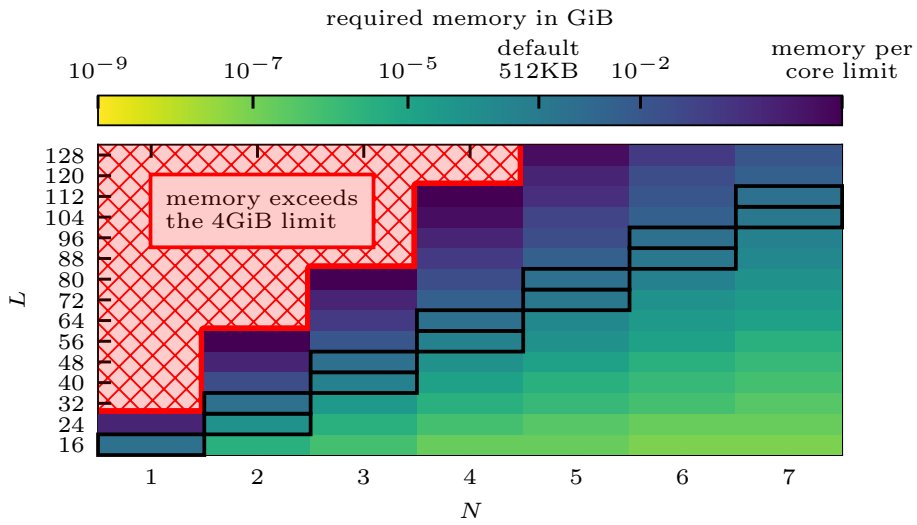 required memory in GiB
10⁻⁹
10⁻⁷
10⁻⁵
default
512KB
10⁻²
memory per
core limit
128
120
112
104
96
88
80
72
64
56
48
40
32
24
16
L
memory exceeds
the 4GiB limit
1 2 3 4 5 6 7
N